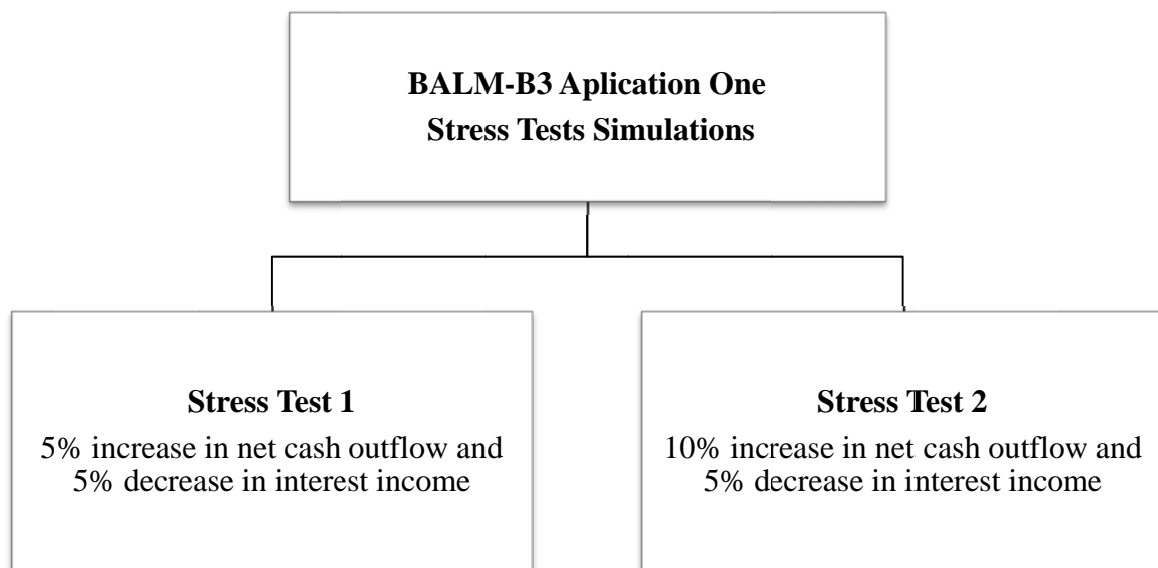 BALM-B3 Aplication One
Stress Tests Simulations
Stress Test 1
5% increase in net cash outflow and
5% decrease in interest income
Stress Test 2
10% increase in net cash outflow and
5% decrease in interest income